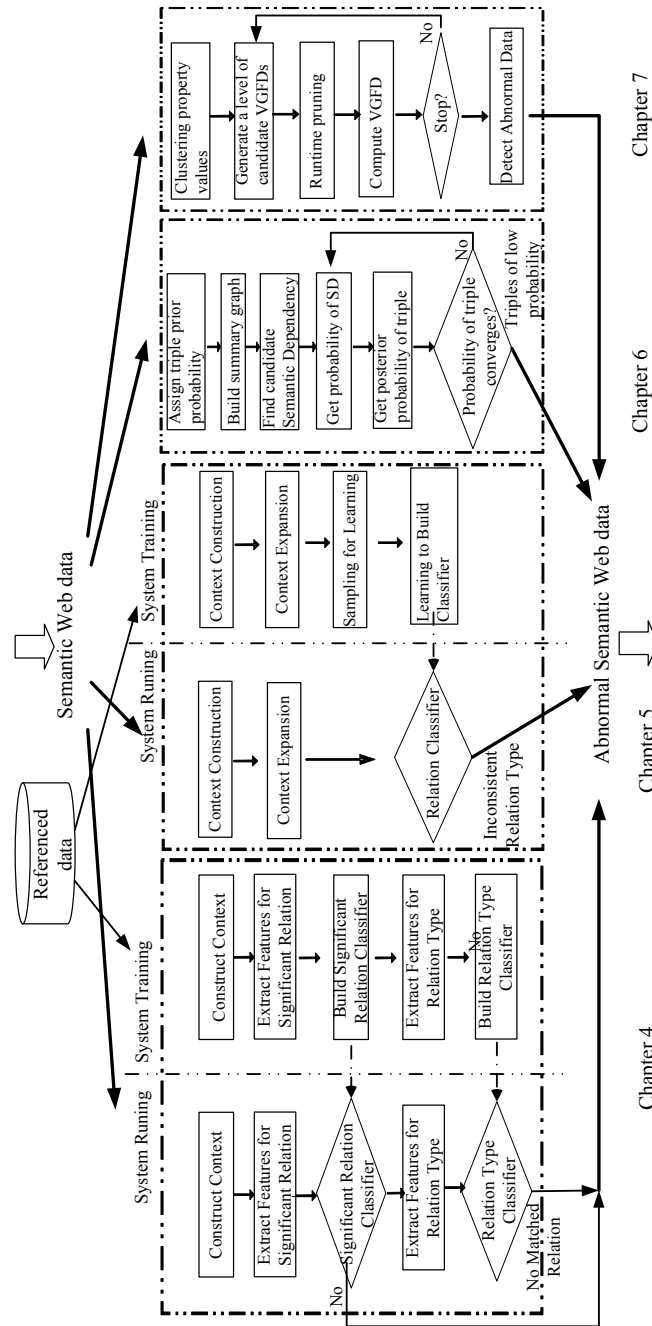 Semantic Web data
Referenced
data
System Runing
System Training
Construct Context
Extract Features for
Significant Relation
Significant Relation
Classifier
No
Extract Features for
Relation Type
Relation Type
Classifier
No Matched
Relation
Construct Context
Extract Features for
Significant Relation
Build Significant
Relation Classifier
Extract Features for
Relation Type
No
Build Relation Type
Classifier
System Runing
System Training
Context Construction
Context Expansion
Relation Classifier
Inconsistent
Relation Type
Context Construction
Context Expansion
Sampling for Learning
Learning to Build
Classifier
Assign triple prior
probability
Build summary graph
Find candidate
Semantic Dependency
Get probability of SD
Get posterior
probability of triple
Probability of triple
converges?
No
Triples of low
probability
Clustering property
values
Generate a level of
candidate VGFDs
Runtime pruning
Compute VGFD
Stop?
No
Detect Abnormal Data
Abnormal Semantic Web data
Chapter 4
Chapter 5
Chapter 6
Chapter 7